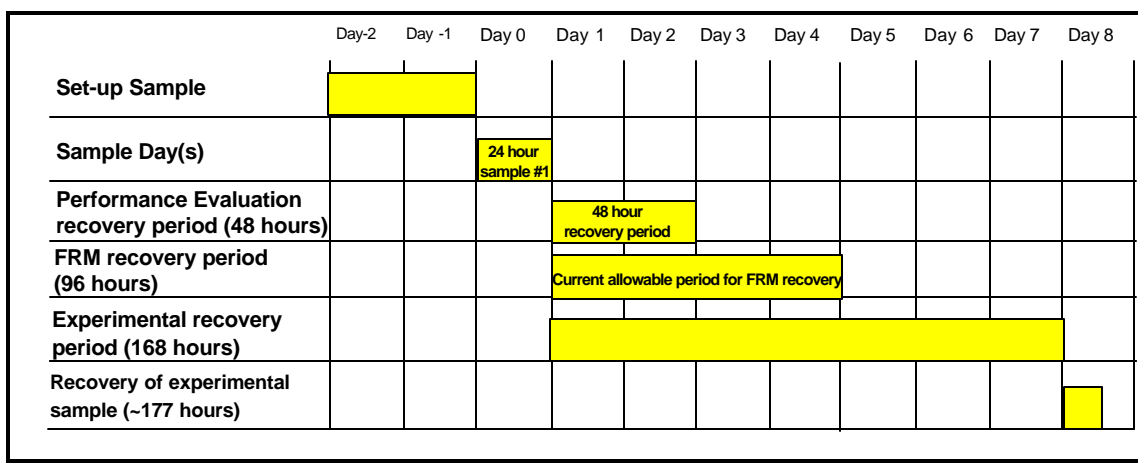 Day-2 Day -1 Day 0 Day 1 Day 2 Day 3 Day 4 Day 5 Day 6 Day 7 Day 8
Set-up Sample
Sample Day(s)
24 hour
sample #1
Performance Evaluation
recovery period (48 hours)
48 hour
recovery period
FRM recovery period
(96 hours)
Current allowable period for FRM recovery
Experimental recovery
period (168 hours)
Recovery of experimental
sample (~177 hours)